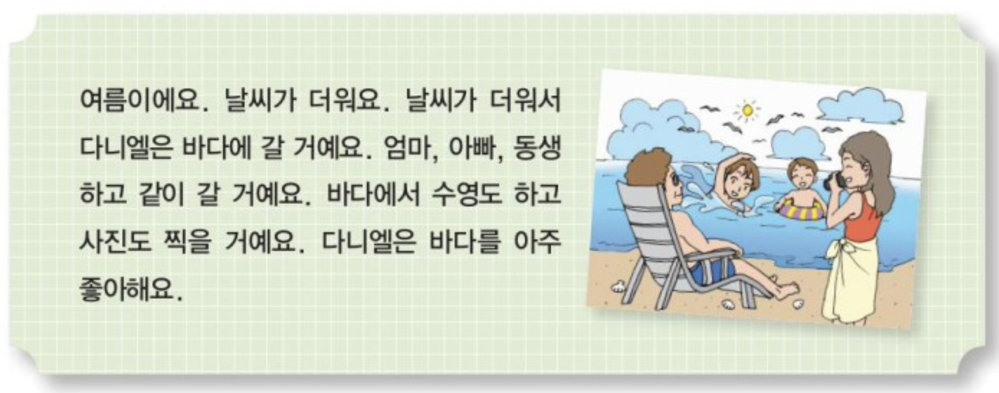 여름이에요. 날씨가 더워요. 날씨가 더워서
다니엘은 바다에 갈 거예요. 엄마, 아빠, 동생
하고 같이 갈 거예요. 바다에서 수영도 하고
사진도 찍을 거예요. 다니엘은 바다를 아주
좋아해요.